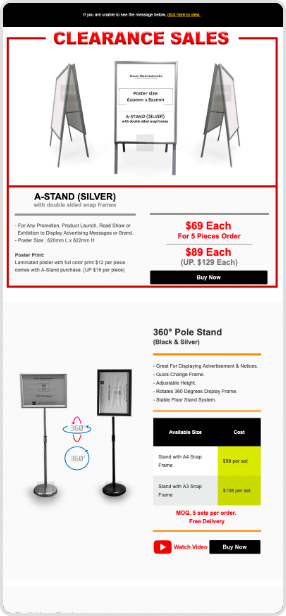 If you are unable to see the message below, click here to view.
CLEARANCE SALES
Poster size:
A-STAND (SILVER)
with double sided snap frames
A-STAND (SILVER)
with double sided snap frames
- For Any Promotion, Product Launch, Road Show or
Exhibition to Display Advertising Messages or Brand.
- Poster Size : 620mm L x 822mm H
Poster Print:
Laminated poster with full color print $12 per piece
comes with A-Stand purchase. (UP $15 per piece)
$69 Each
For 5 Pieces Order
$89 Each
(UP. $129 Each)
Buy Now
360° Pole Stand
(Black & Silver)
- Great For Displaying Advertisement & Notices.
- Quick-Change Frame.
- Adjustable Height.
- Rotates 360 Degrees Display Frame.
- Stable Floor Stand System.
Available Size Cost
Stand with A4 Snap
Frame
per set
Stand with A3 Snap
Frame
per set
MOQ, 5 sets per order.
Free Delivery
360°
360°
Watch Video
Buy Now